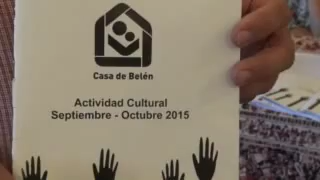 Casa de Belén
Actividad Cultural
Septiembre - Octubre 2015